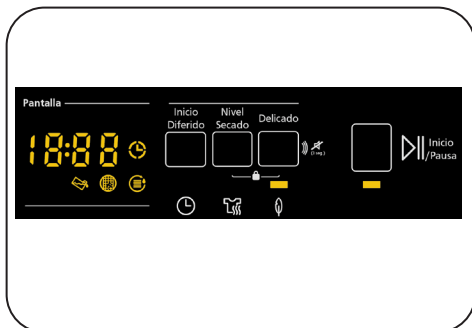 Pantalla
Inicio
Diferido
Nivel
Secado
Delicado
18:88
(3 seg.)
Inicio
/Pausa